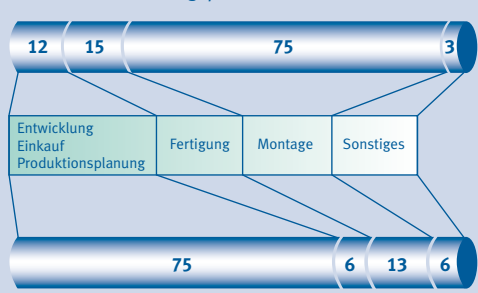 12 15 75 3
Entwicklung
Einkauf
Produktionsplanung
Fertigung Montage Sonstiges
75 6 13 6